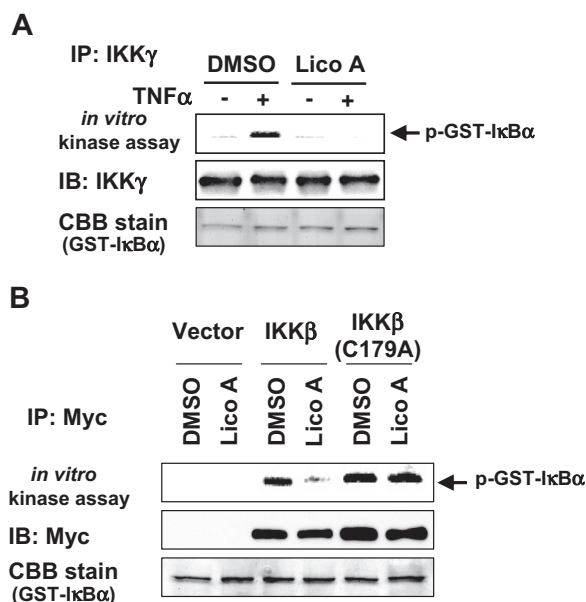 A
IP: IKKγ
DMSO Lico A
TNFα - + - +
in vitro
kinase assay
p-GST-IκBα
IB: IKKγ
CBB stain
(GST-IκBα)
B
Vector IKKβ IKKβ
(C179A)
IP: Myc
DMSO Lico A DMSO Lico A DMSO Lico A
in vitro
kinase assay
p-GST-IκBα
IB: Myc
CBB stain
(GST-IκBα)